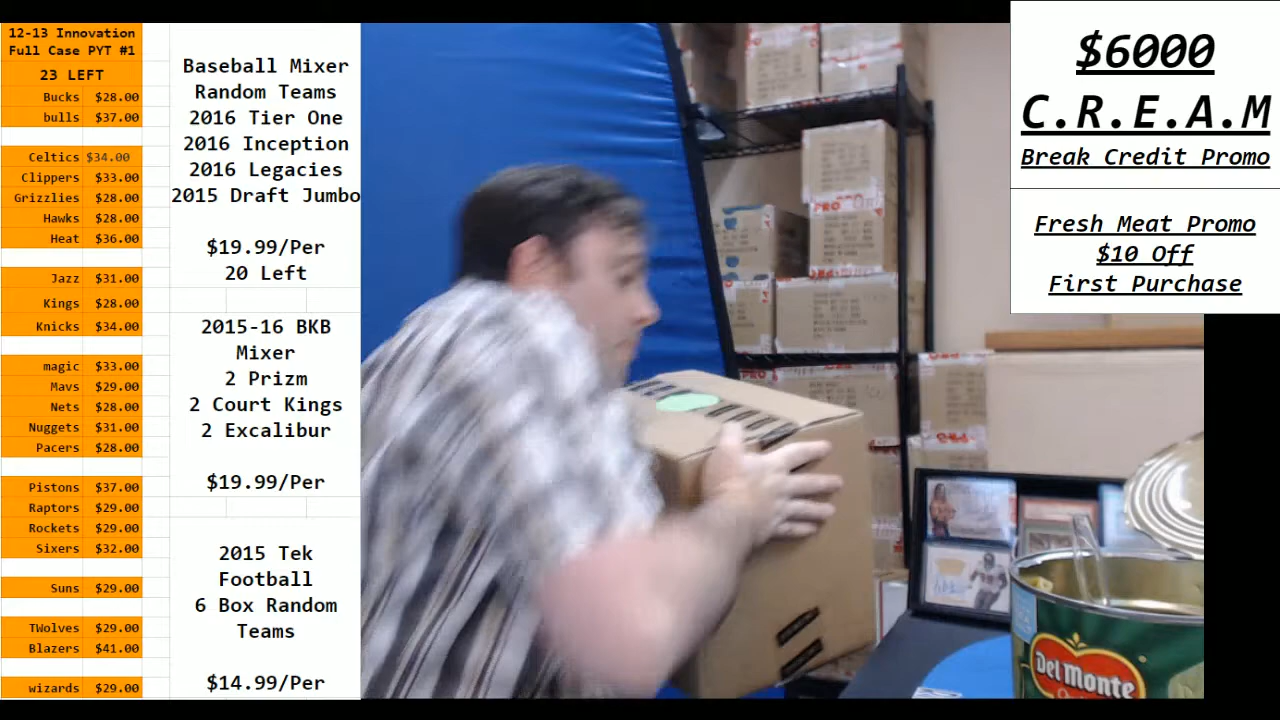 12-13 Innovation
Full Case PYT #1
23 LEFT
Bucks $28.00
bulls $37.00
Celtics $34.00
Clippers $33.00
Grizzlies $28.00
Hawks $28.00
Heat $36.00
Jazz $31.00
Kings $28.00
Knicks $34.00
magic $33.00
Mavs $29.00
Nets $28.00
Nuggets $31.00
Pacers $28.00
Pistons $37.00
Raptors $29.00
Rockets $29.00
Sixers $32.00
Suns $29.00
TWolves $29.00
Blazers $41.00
wizards $29.00
Baseball Mixer
Random Teams
2016 Tier One
2016 Inception
2016 Legacies
2015 Draft Jumbo
$19.99/Per
20 Left
2015-16 BKB
Mixer
2 Prizm
2 Court Kings
2 Excalibur
$19.99/Per
2015 Tek
Football
6 Box Random
Teams
$14.99/Per
$6000
C.R.E.A.M
Break Credit Promo
Fresh Meat Promo
$10 Off
First Purchase
Del Monte